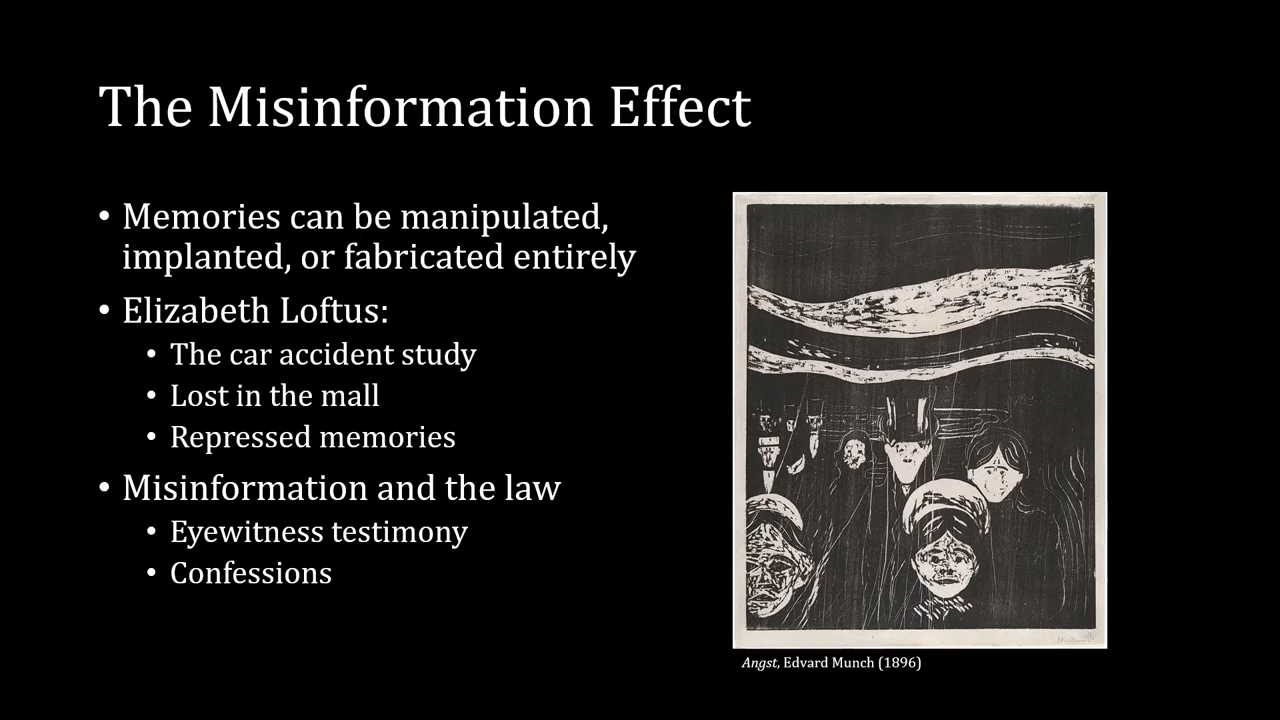 The Misinformation Effect
• Memories can be manipulated,
implanted, or fabricated entirely
• Elizabeth Loftus:
• The car accident study
• Lost in the mall
• Repressed memories
• Misinformation and the law
• Eyewitness testimony
• Confessions
Angst, Edvard Munch (1896)